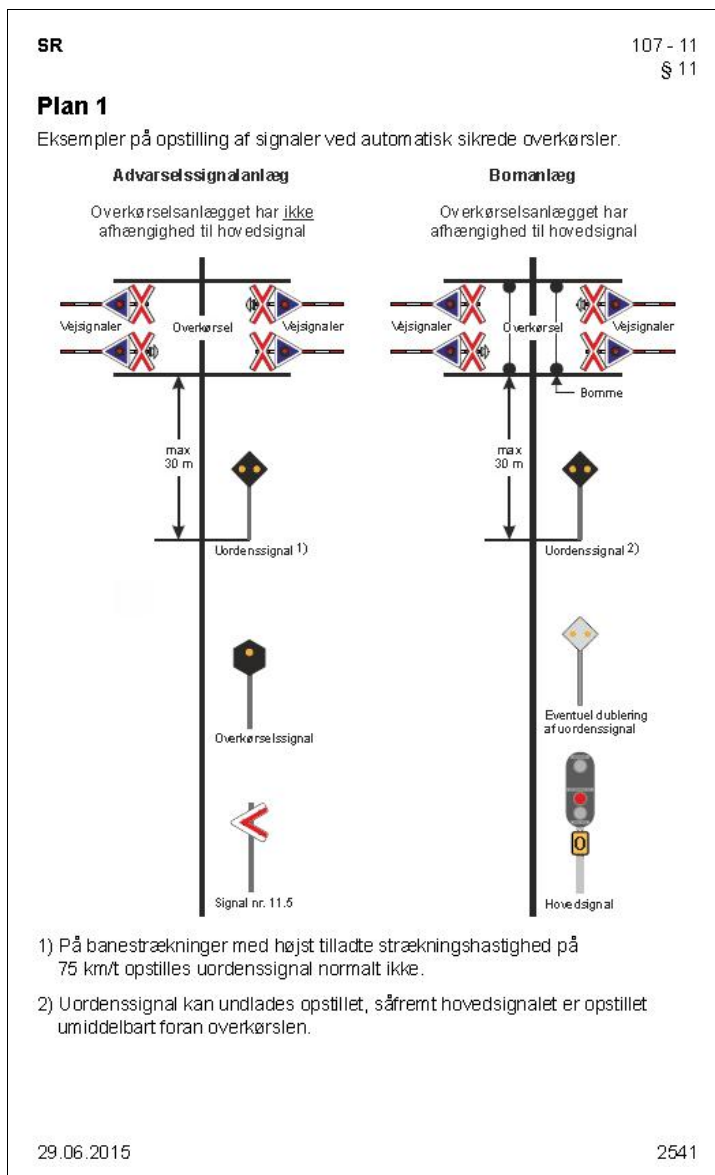 SR
107 - 11
§ 11
Plan 1
Eksempler på opstilling af signaler ved automatisk sikrede overkørsler.
Advarselssignalanlæg
Overkørselsanlægget har ikke
afhængighed til hovedsignal
Vejsignaler
Overkørsel
Vejsignaler
max
30 m
Uordenssignal 1)
Overkørselssignal
Signal nr. 11.5
Bomanlæg
Overkørselsanlægget har
afhængighed til hovedsignal
Vejsignaler
Overkørsel
Vejsignaler
Bomme
max
30 m
Uordenssignal 2)
Eventuel dublering
af uordenssignal
O
Hovedsignal
1) På banestrækninger med højst tilladte strækningshastighed på
75 km/t opstilles uordenssignal normalt ikke.
2) Uordenssignal kan undlades opstillet, såfremt hovedsignalet er opstillet
umiddelbart foran overkørslen.
29.06.2015
2541